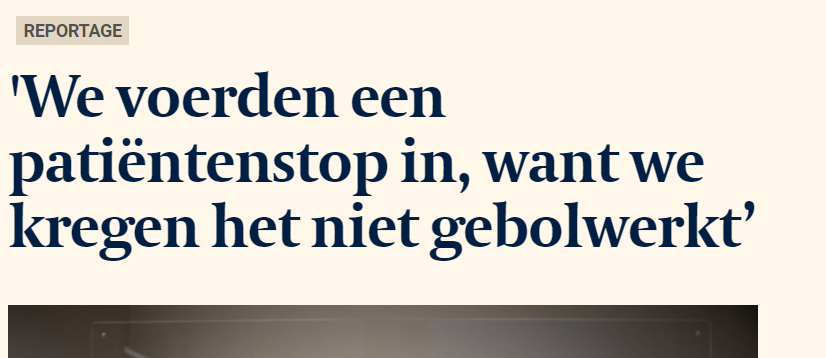 REPORTAGE
'We voerden een
patiëntenstop in, want we
kregen het niet gebolwerkt’